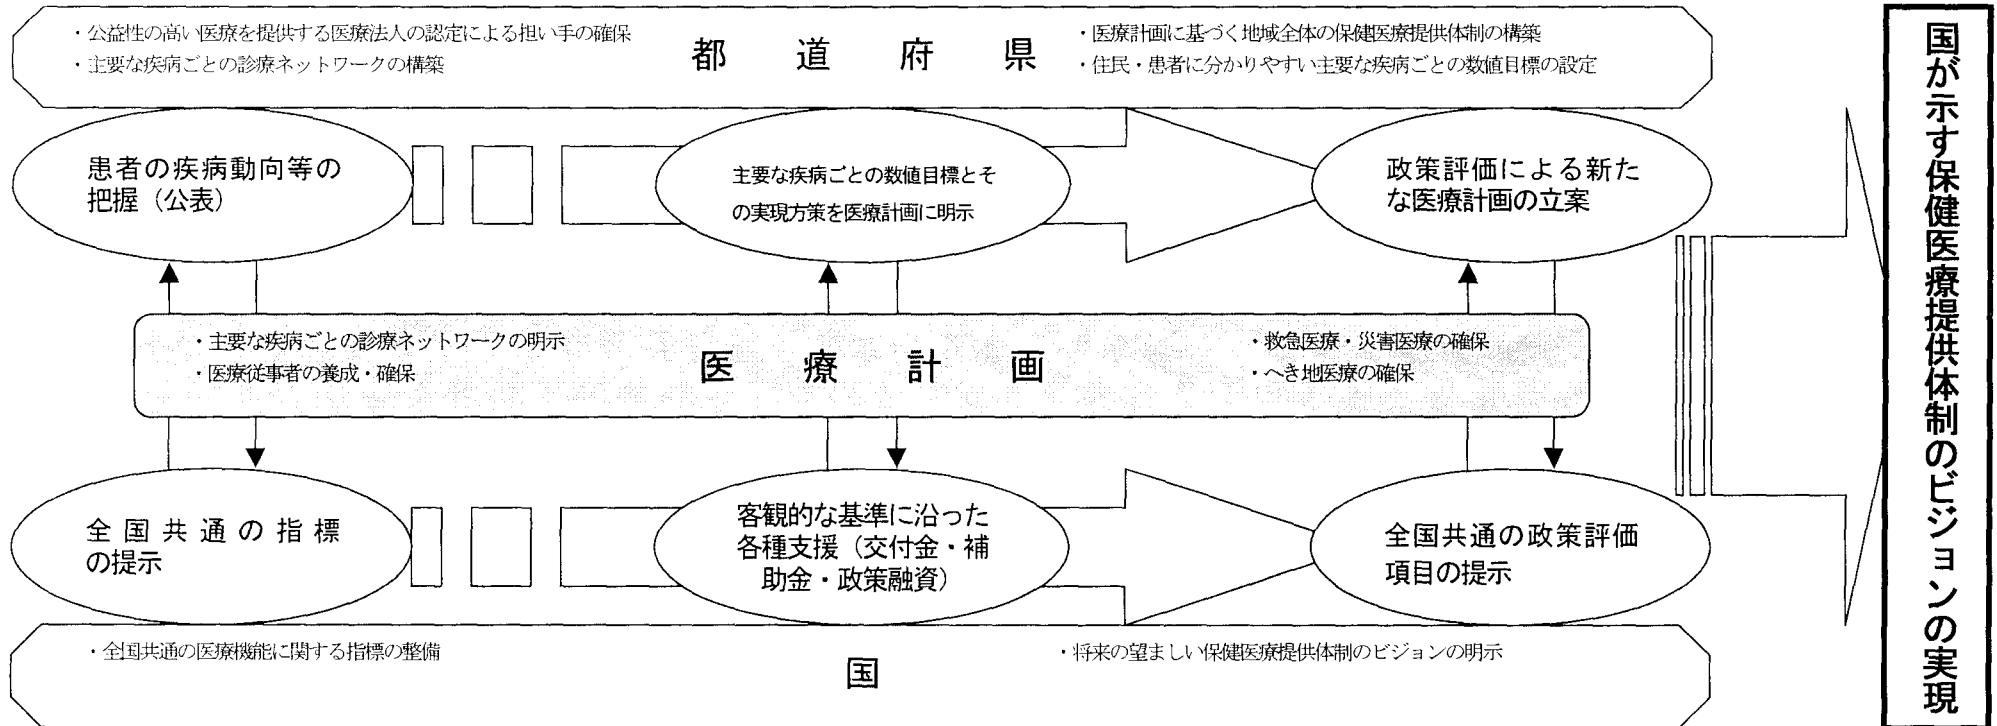 ・公益性の高い医療を提供する医療法人の認定による担い手の確保
・主要な疾病ごとの診療ネットワークの構築
都道府県
・医療計画に基づく地域全体の保健医療提供体制の構築
・住民・患者に分かりやすい主要な疾病ごとの数値目標の設定
患者の疾病動向等の
把握（公表）
主要な疾病ごとの数値目標とそ
の実現方策を医療計画に明示
政策評価による新た
な医療計画の立案
・主要な疾病ごとの診療ネットワークの明示
・医療従事者の養成・確保
医療計画
・救急医療・災害医療の確保
・へき地医療の確保
全国共通の指標
の提示
客観的な基準に沿った
各種支援（交付金・補
助金・政策融資）
全国共通の政策評価
項目の提示
・全国共通の医療機能に関する指標の整備
国
・将来の望ましい保健医療提供体制のビジョンの明示
国が示す保健医療提供体制のビジョンの実現